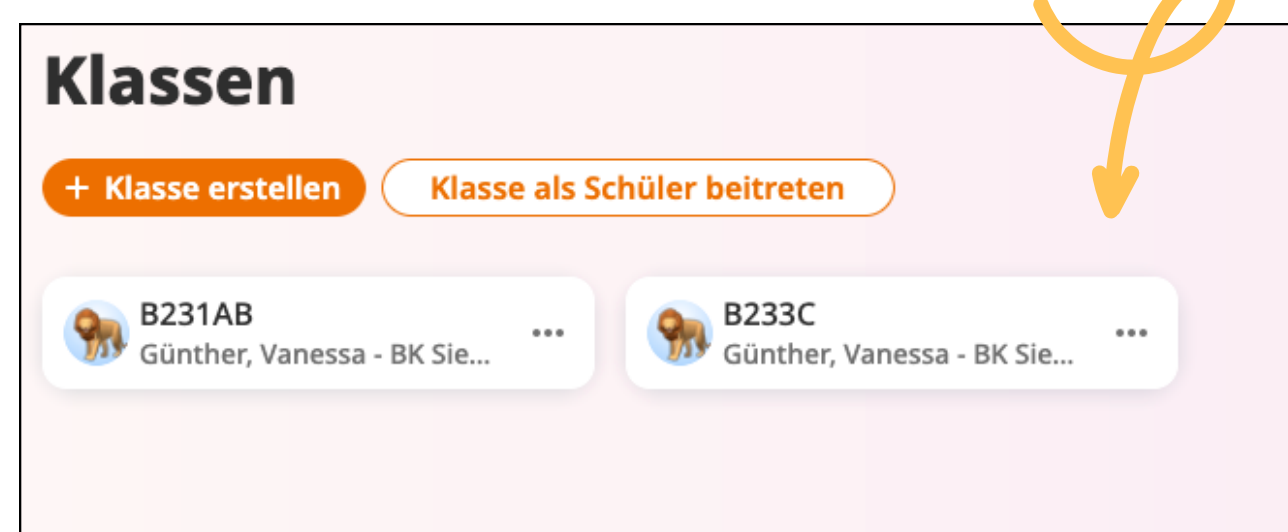 Klassen
+ Klasse erstellen
Klasse als Schüler beitreten
B231AB
Günther, Vanessa - BK Sie...
B233C
Günther, Vanessa - BK Sie...